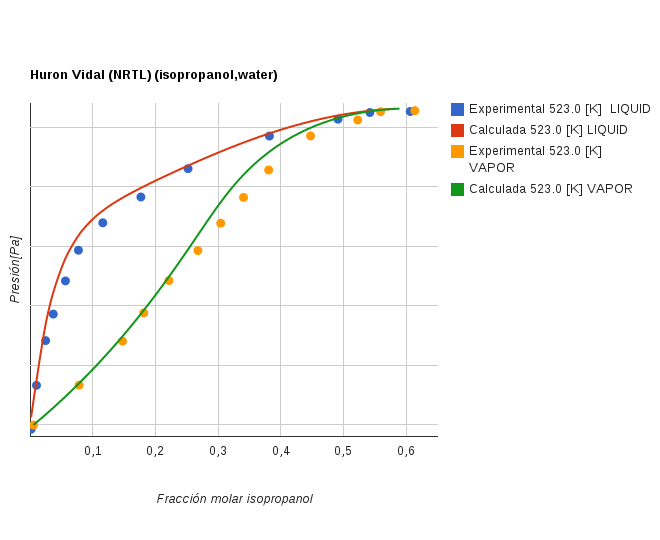 Huron Vidal (NRTL) (isopropanol,water)
Experimental 523.0 [K]  LIQUID
Calculada 523.0 [K] LIQUID
Experimental 523.0 [K]
VAPOR
Calculada 523.0 [K] VAPOR
Presión[Pa]
0,1 0,2 0,3 0,4 0,5 0,6
Fracción molar isopropanol